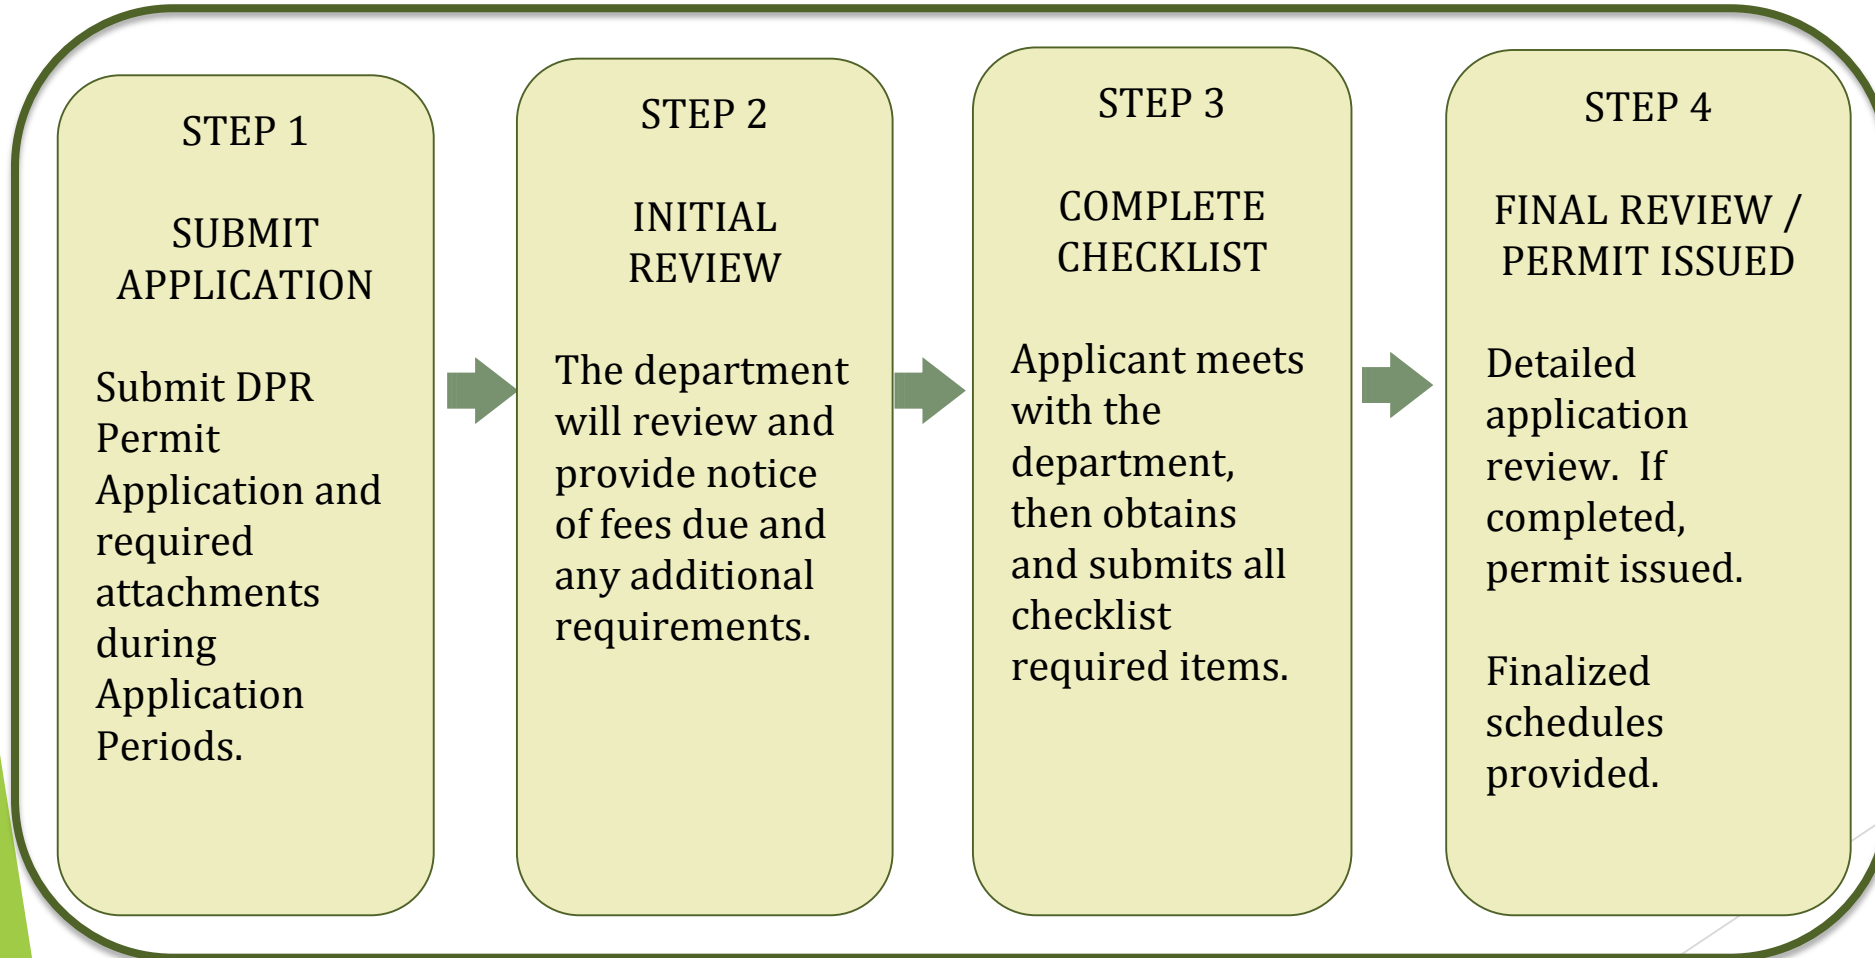 STEP 1
SUBMIT
APPLICATION
Submit DPR
Permit
Application and
required
attachments
during
Application
Periods.
STEP 2
INITIAL
REVIEW
The department
will review and
provide notice
of fees due and
any additional
requirements.
STEP 3
COMPLETE
CHECKLIST
Applicant meets
with the
department,
then obtains
and submits all
checklist
required items.
STEP 4
FINAL REVIEW /
PERMIT ISSUED
Detailed
application
review.  If
completed,
permit issued.
Finalized
schedules
provided.